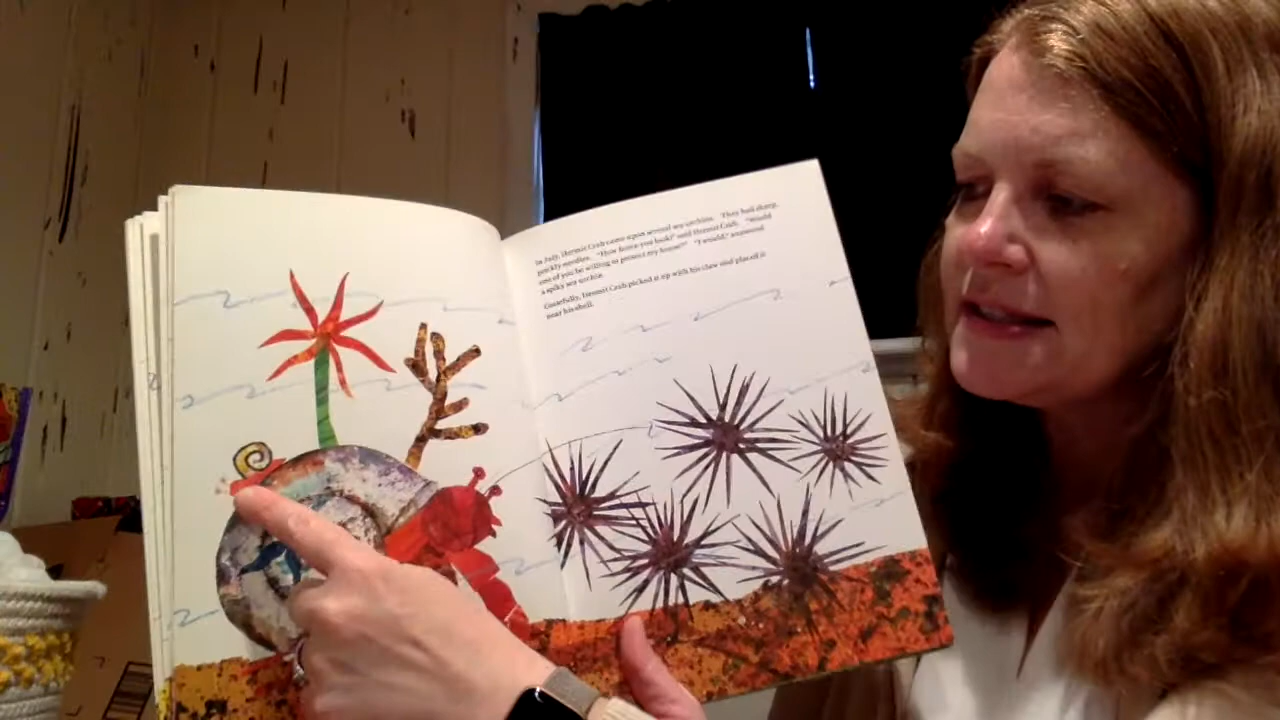 In July, Hermit Crab came upon several sea urchins. They had sharp,
prickly needles. "How fierce you look!" said Hermit Crab. "Would
one of you be willing to protect my house?" "I would," answered
a spiky sea urchin.
Gratefully, Hermit Crab picked it up with his claw and placed it
near his shell.